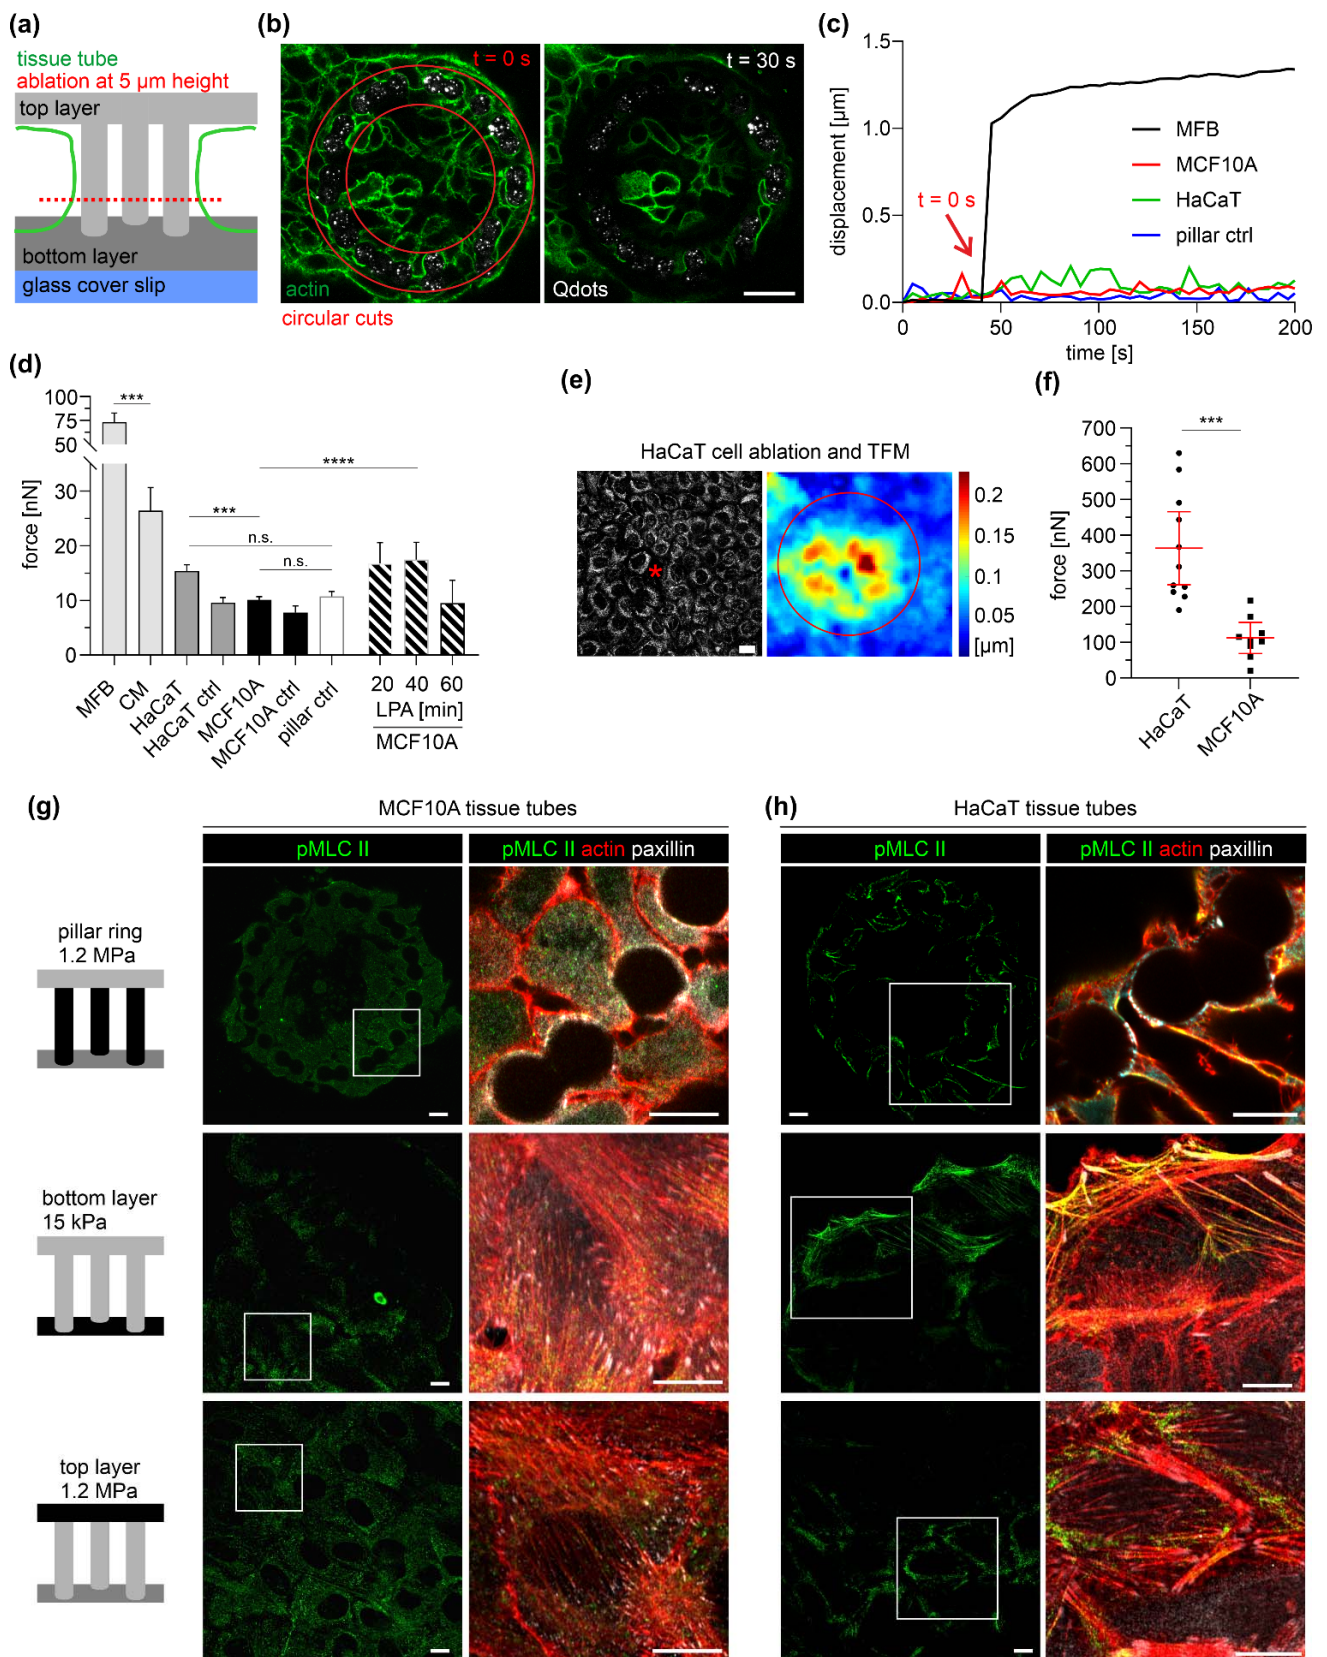 (a)
tissue tube
ablation at 5 µm height
top layer
bottom layer
glass cover slip
(b)
t = 0 s
t = 30 s
actin
Qdots
circular cuts
(c)
1.5
1.0
0.5
0.0
displacement [µm]
t = 0 s
MFB
MCF10A
HaCaT
pillar ctrl
0 50 100 150 200
time [s]
(d)
100
75
50
30
20
10
0
force [nN]
***
****
***
n.s.
n.s.
MFB
CM
HaCaT
HaCaT ctrl
MCF10A
MCF10A ctrl
pillar ctrl
20 40 60
LPA [min]
MCF10A
(e)
HaCaT cell ablation and TFM
*
0.2
0.15
0.1
0.05
[µm]
(f)
700
600
500
400
300
200
100
0
force [nN]
***
HaCaT
MCF10A
(g)
MCF10A tissue tubes
pMLC II
pMLC II actin paxillin
(h)
HaCaT tissue tubes
pMLC II
pMLC II actin paxillin
pillar ring
1.2 MPa
bottom layer
15 kPa
top layer
1.2 MPa